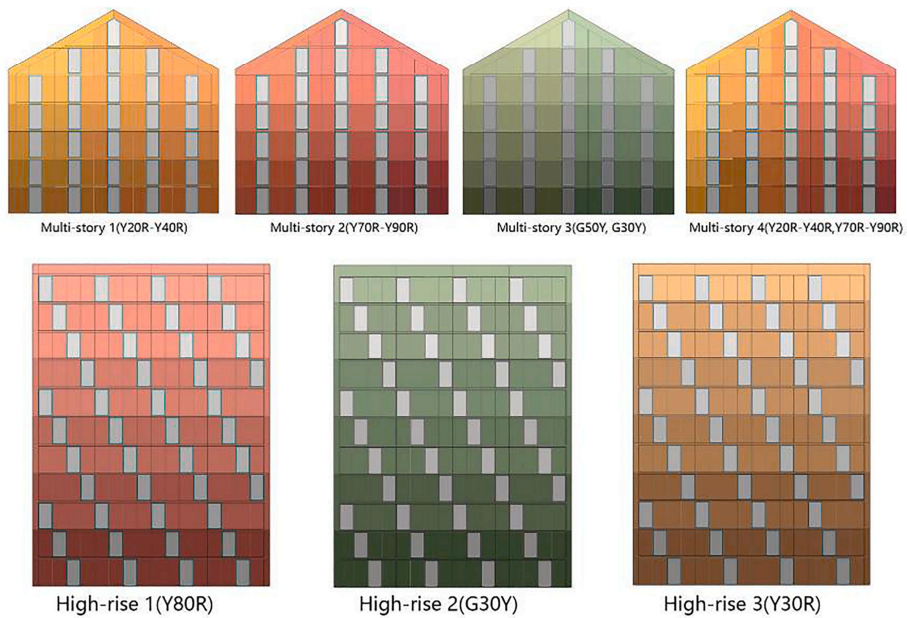 Multi-story 1(Y20R-Y40R)
Multi-story 2(Y70R-Y90R)
Multi-story 3(G50Y, G30Y)
Multi-story 4(Y20R-Y40R,Y70R-Y90R)
High-rise 1(Y80R)
High-rise 2(G30Y)
High-rise 3(Y30R)